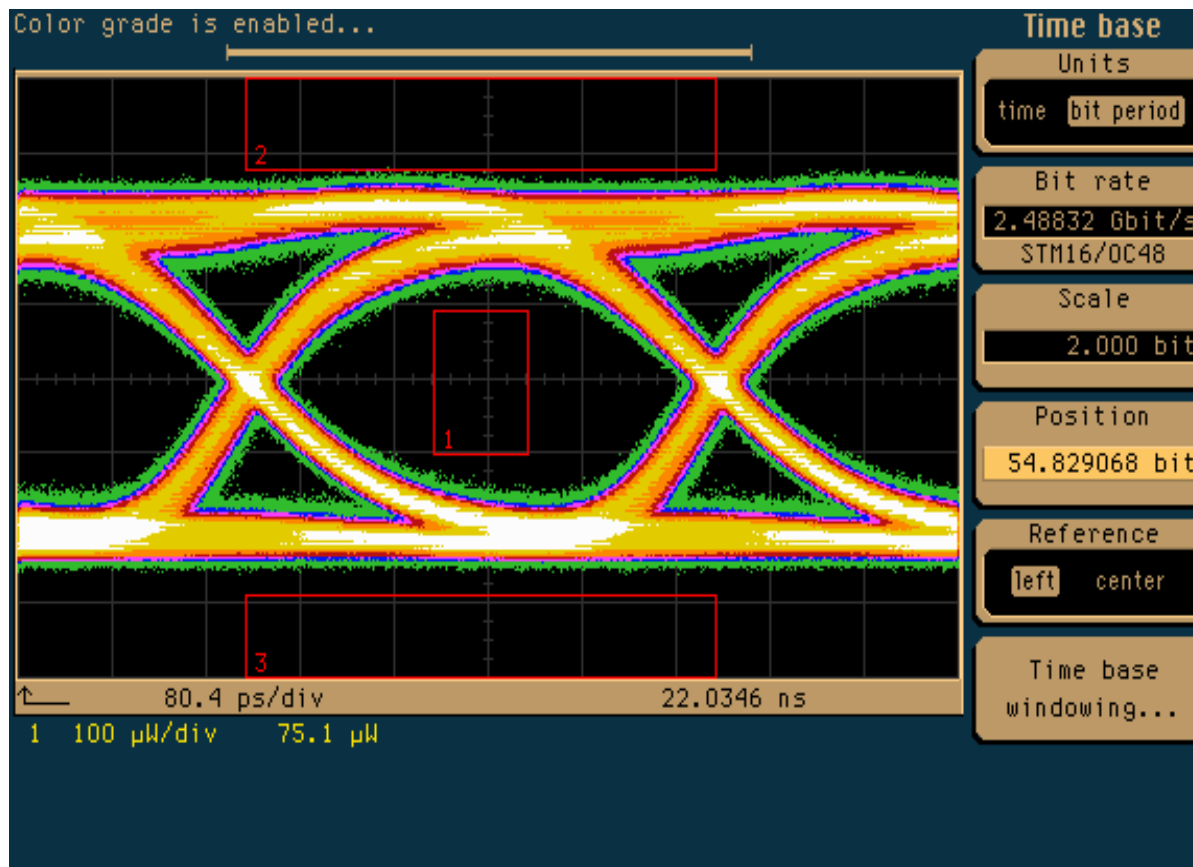 Color grade is enabled...
Time base
Units
time bit period
Bit rate
2.48832 Gbit/s
STM16/OC48
Scale
2.000 bit
Position
54.829068 bit
Reference
left center
Time base
windowing...
2
1
3
80.4 ps/div 22.0346 ns
1 100 µW/div 75.1 µW